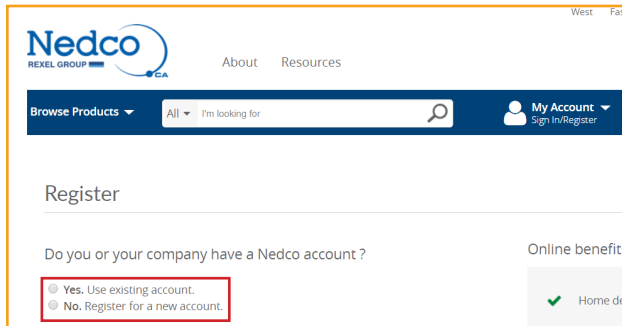 West Fas
Nedco
REXEL GROUP
.CA
About Resources
Browse Products All I'm looking for My Account
Sign In/Register
Register
Do you or your company have a Nedco account ? Online benefit
Yes. Use existing account.
No. Register for a new account. Home de